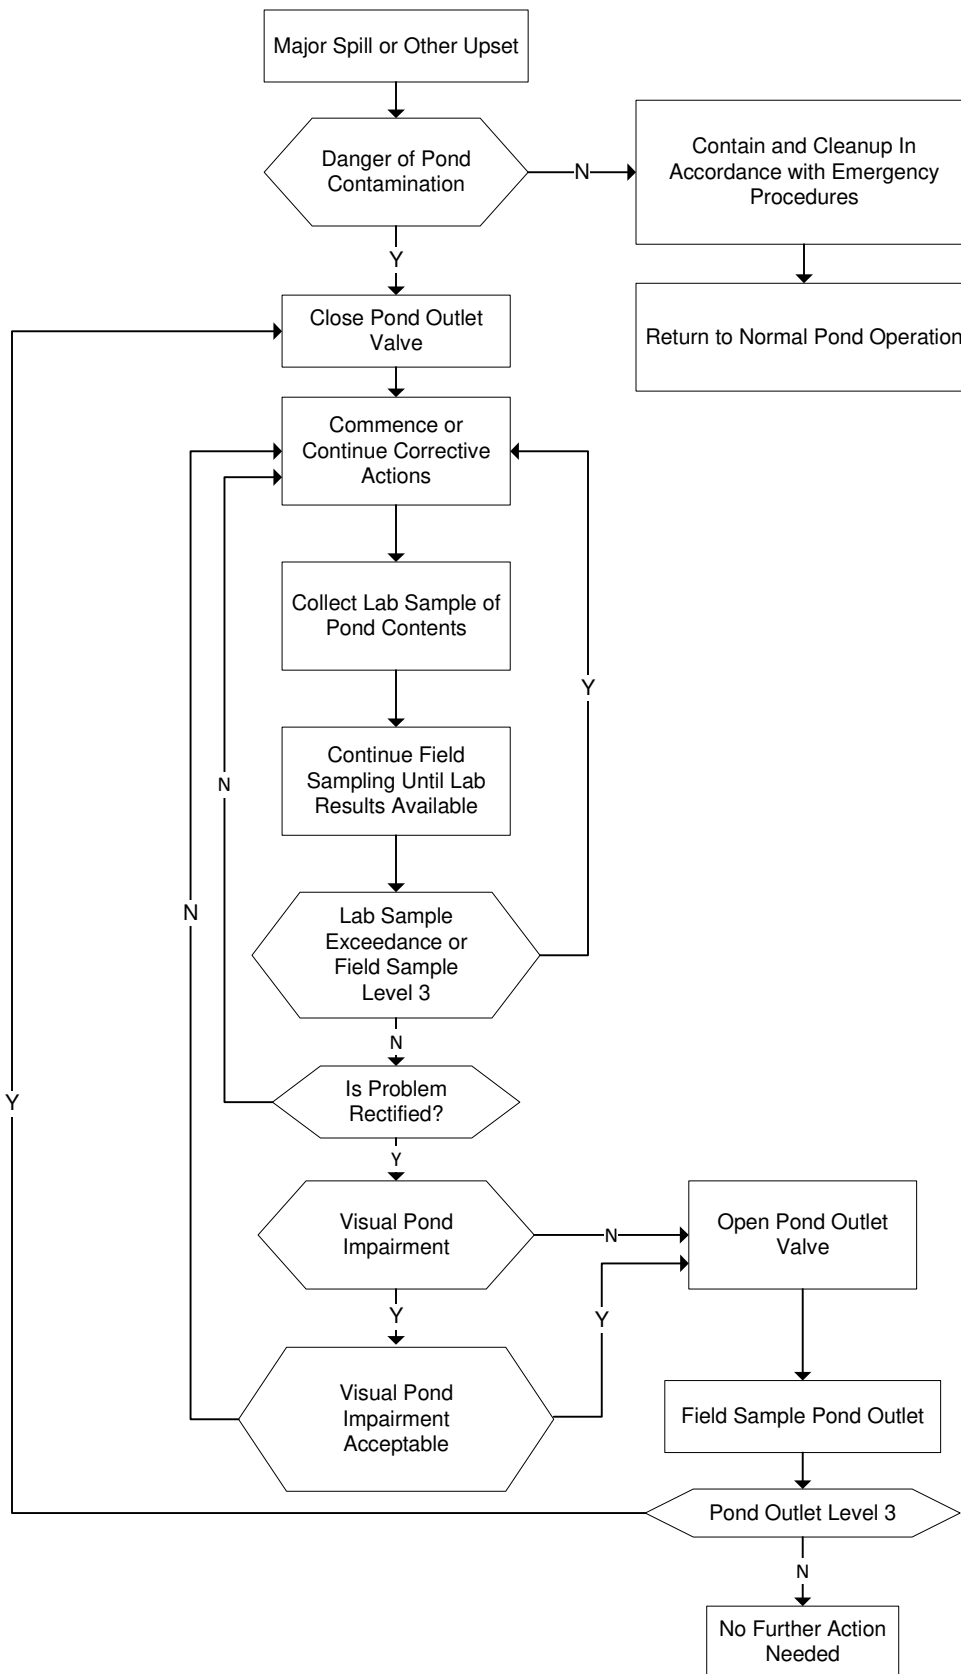 Major Spill or Other Upset
Danger of Pond
Contamination
N
Contain and Cleanup In
Accordance with Emergency
Procedures
Y
Close Pond Outlet
Valve
Return to Normal Pond Operation
Commence or
Continue Corrective
Actions
Collect Lab Sample of
Pond Contents
Y
Continue Field
Sampling Until Lab
Results Available
N
N
Lab Sample
Exceedance or
Field Sample
Level 3
N
Is Problem
Rectified?
Y
Y
Visual Pond
Impairment
N
Open Pond Outlet
Valve
Y
Y
Visual Pond
Impairment
Acceptable
Field Sample Pond Outlet
Pond Outlet Level 3
N
No Further Action
Needed